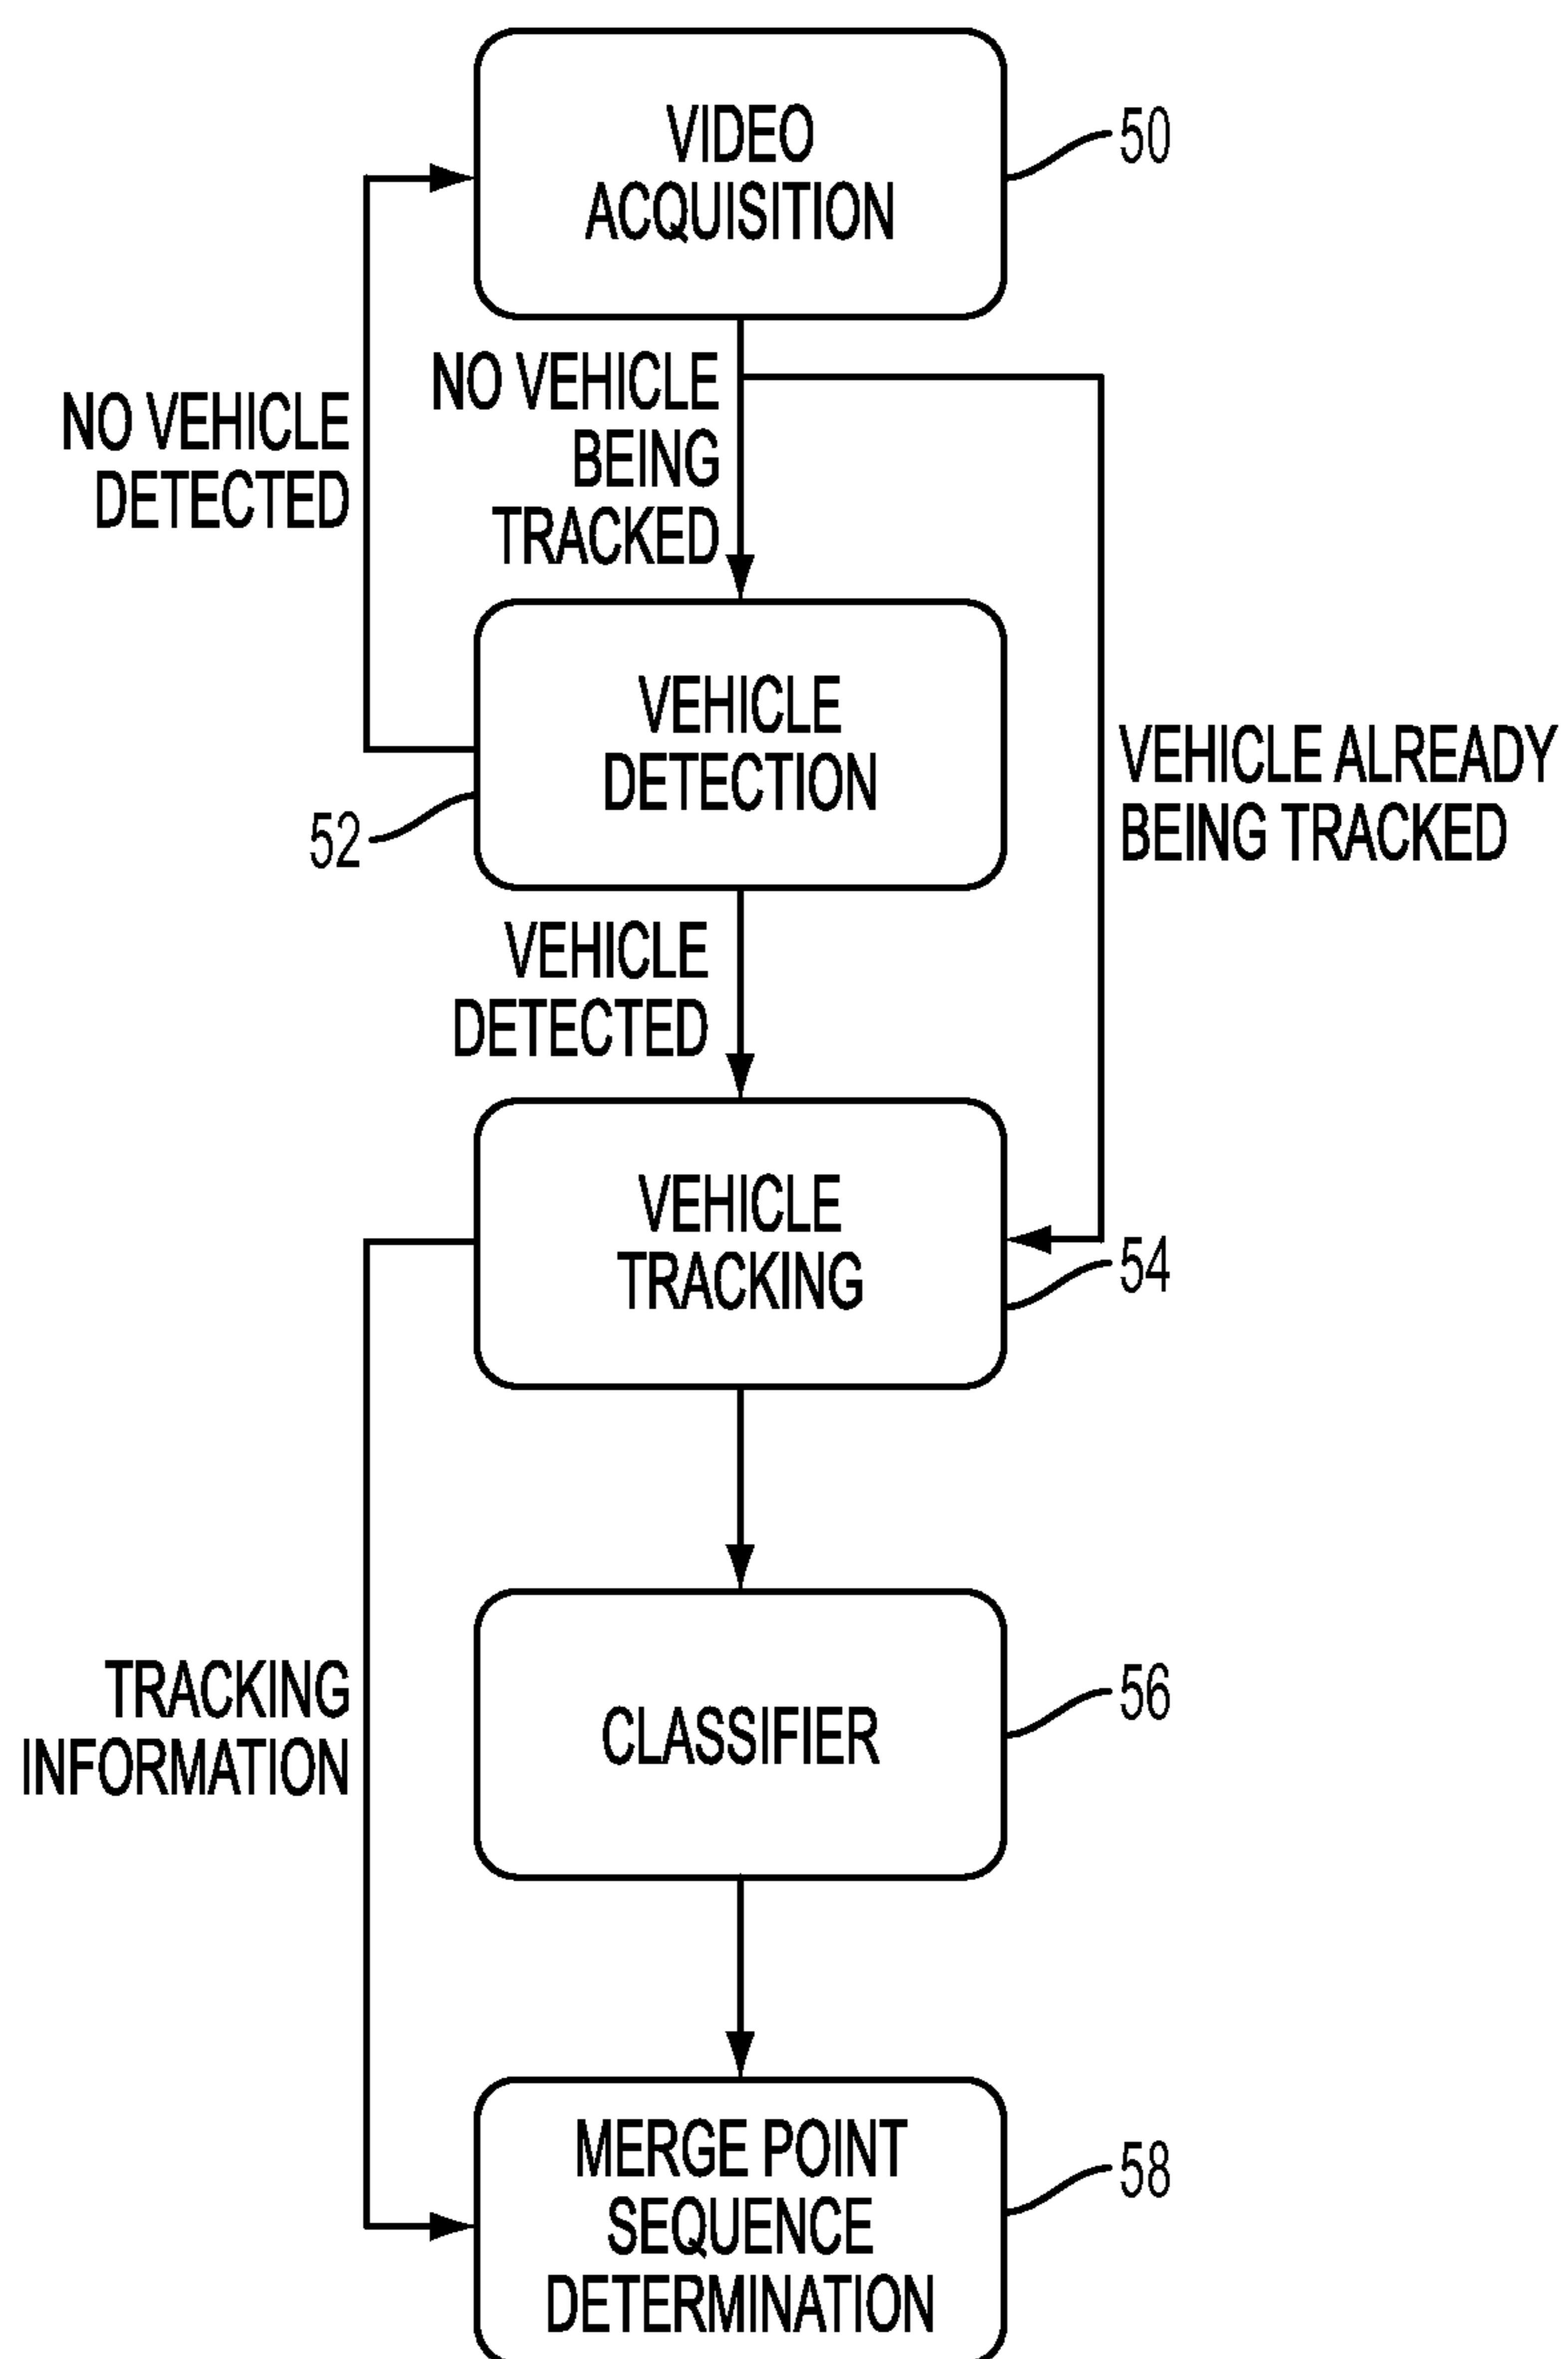 VIDEO
ACQUISITION
50
NO VEHICLE
DETECTED
NO VEHICLE
BEING
TRACKED
VEHICLE
DETECTION
52
VEHICLE ALREADY
BEING TRACKED
VEHICLE
DETECTED
VEHICLE
TRACKING
54
TRACKING
INFORMATION
CLASSIFIER
56
MERGE POINT
SEQUENCE
DETERMINATION
58